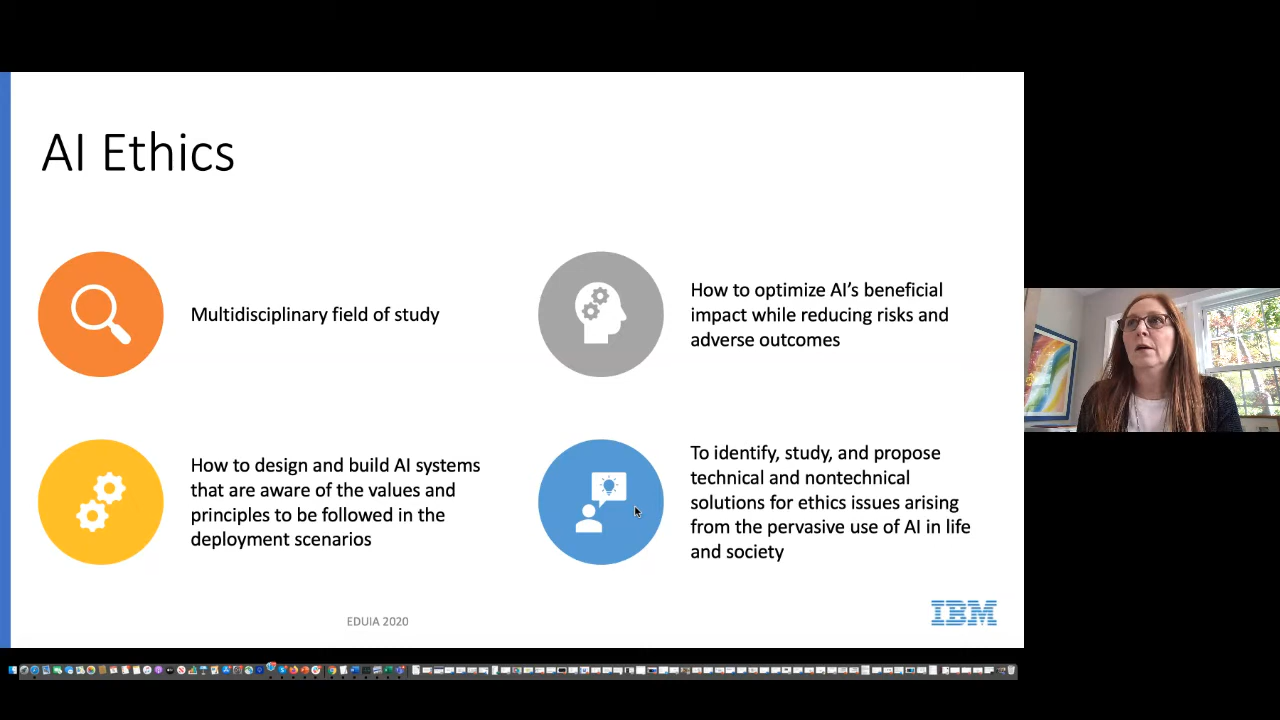 AI Ethics
Multidisciplinary field of study
How to optimize AI’s beneficial
impact while reducing risks and
adverse outcomes
How to design and build AI systems
that are aware of the values and
principles to be followed in the
deployment scenarios
To identify, study, and propose
technical and nontechnical
solutions for ethics issues arising
from the pervasive use of AI in life
and society
EDUIA 2020
IBM